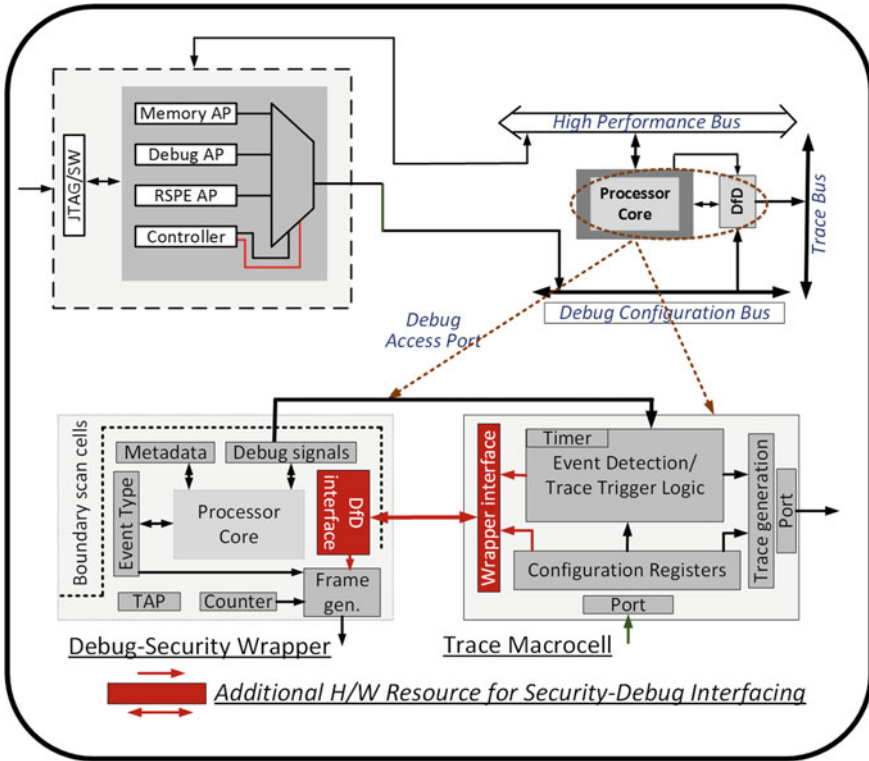 Memory AP
Debug AP
RSPE AP
Controller
JTAG/SW
High Performance Bus
Processor
Core
DfD
Trace Bus
Debug Configuration Bus
Debug
Access Port
Boundary scan cells
Metadata
Debug signals
Event Type
Processor
Core
DfD
interface
TAP
Counter
Frame
gen.
Debug-Security Wrapper
Wrapper interface
Timer
Event Detection/
Trace Trigger Logic
Configuration Registers
Trace generation
Port
Port
Trace Macrocell
Additional H/W Resource for Security-Debug Interfacing